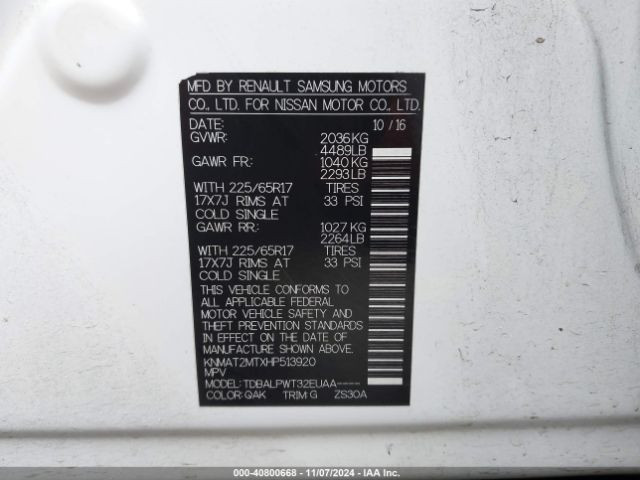 MFD BY RENAULT SAMSUNG MOTORS
CO., LTD. FOR NISSAN MOTOR CO., LTD.
DATE: 10 / 16
GVWR: 2036KG
4489LB
GAWR FR: 1040KG
2293LB
WITH 225/65R17 TIRES
17X7J RIMS AT 33 PSI
COLD SINGLE
GAWR RR: 1027KG
2264LB
WITH 225/65R17 TIRES
17X7J RIMS AT 33 PSI
COLD SINGLE
THIS VEHICLE CONFORMS TO
ALL APPLICABLE FEDERAL
MOTOR VEHICLE SAFETY AND
THEFT PREVENTION STANDARDS
IN EFFECT ON THE DATE OF
MANUFACTURE SHOWN ABOVE.
KNMAT2MTXHP513920
MPV
MODEL: TDBALPWT32EUAA-----
COLOR: QAK TRIM G ZS30A
000-40800668 - 11/07/2024 - IAA Inc.